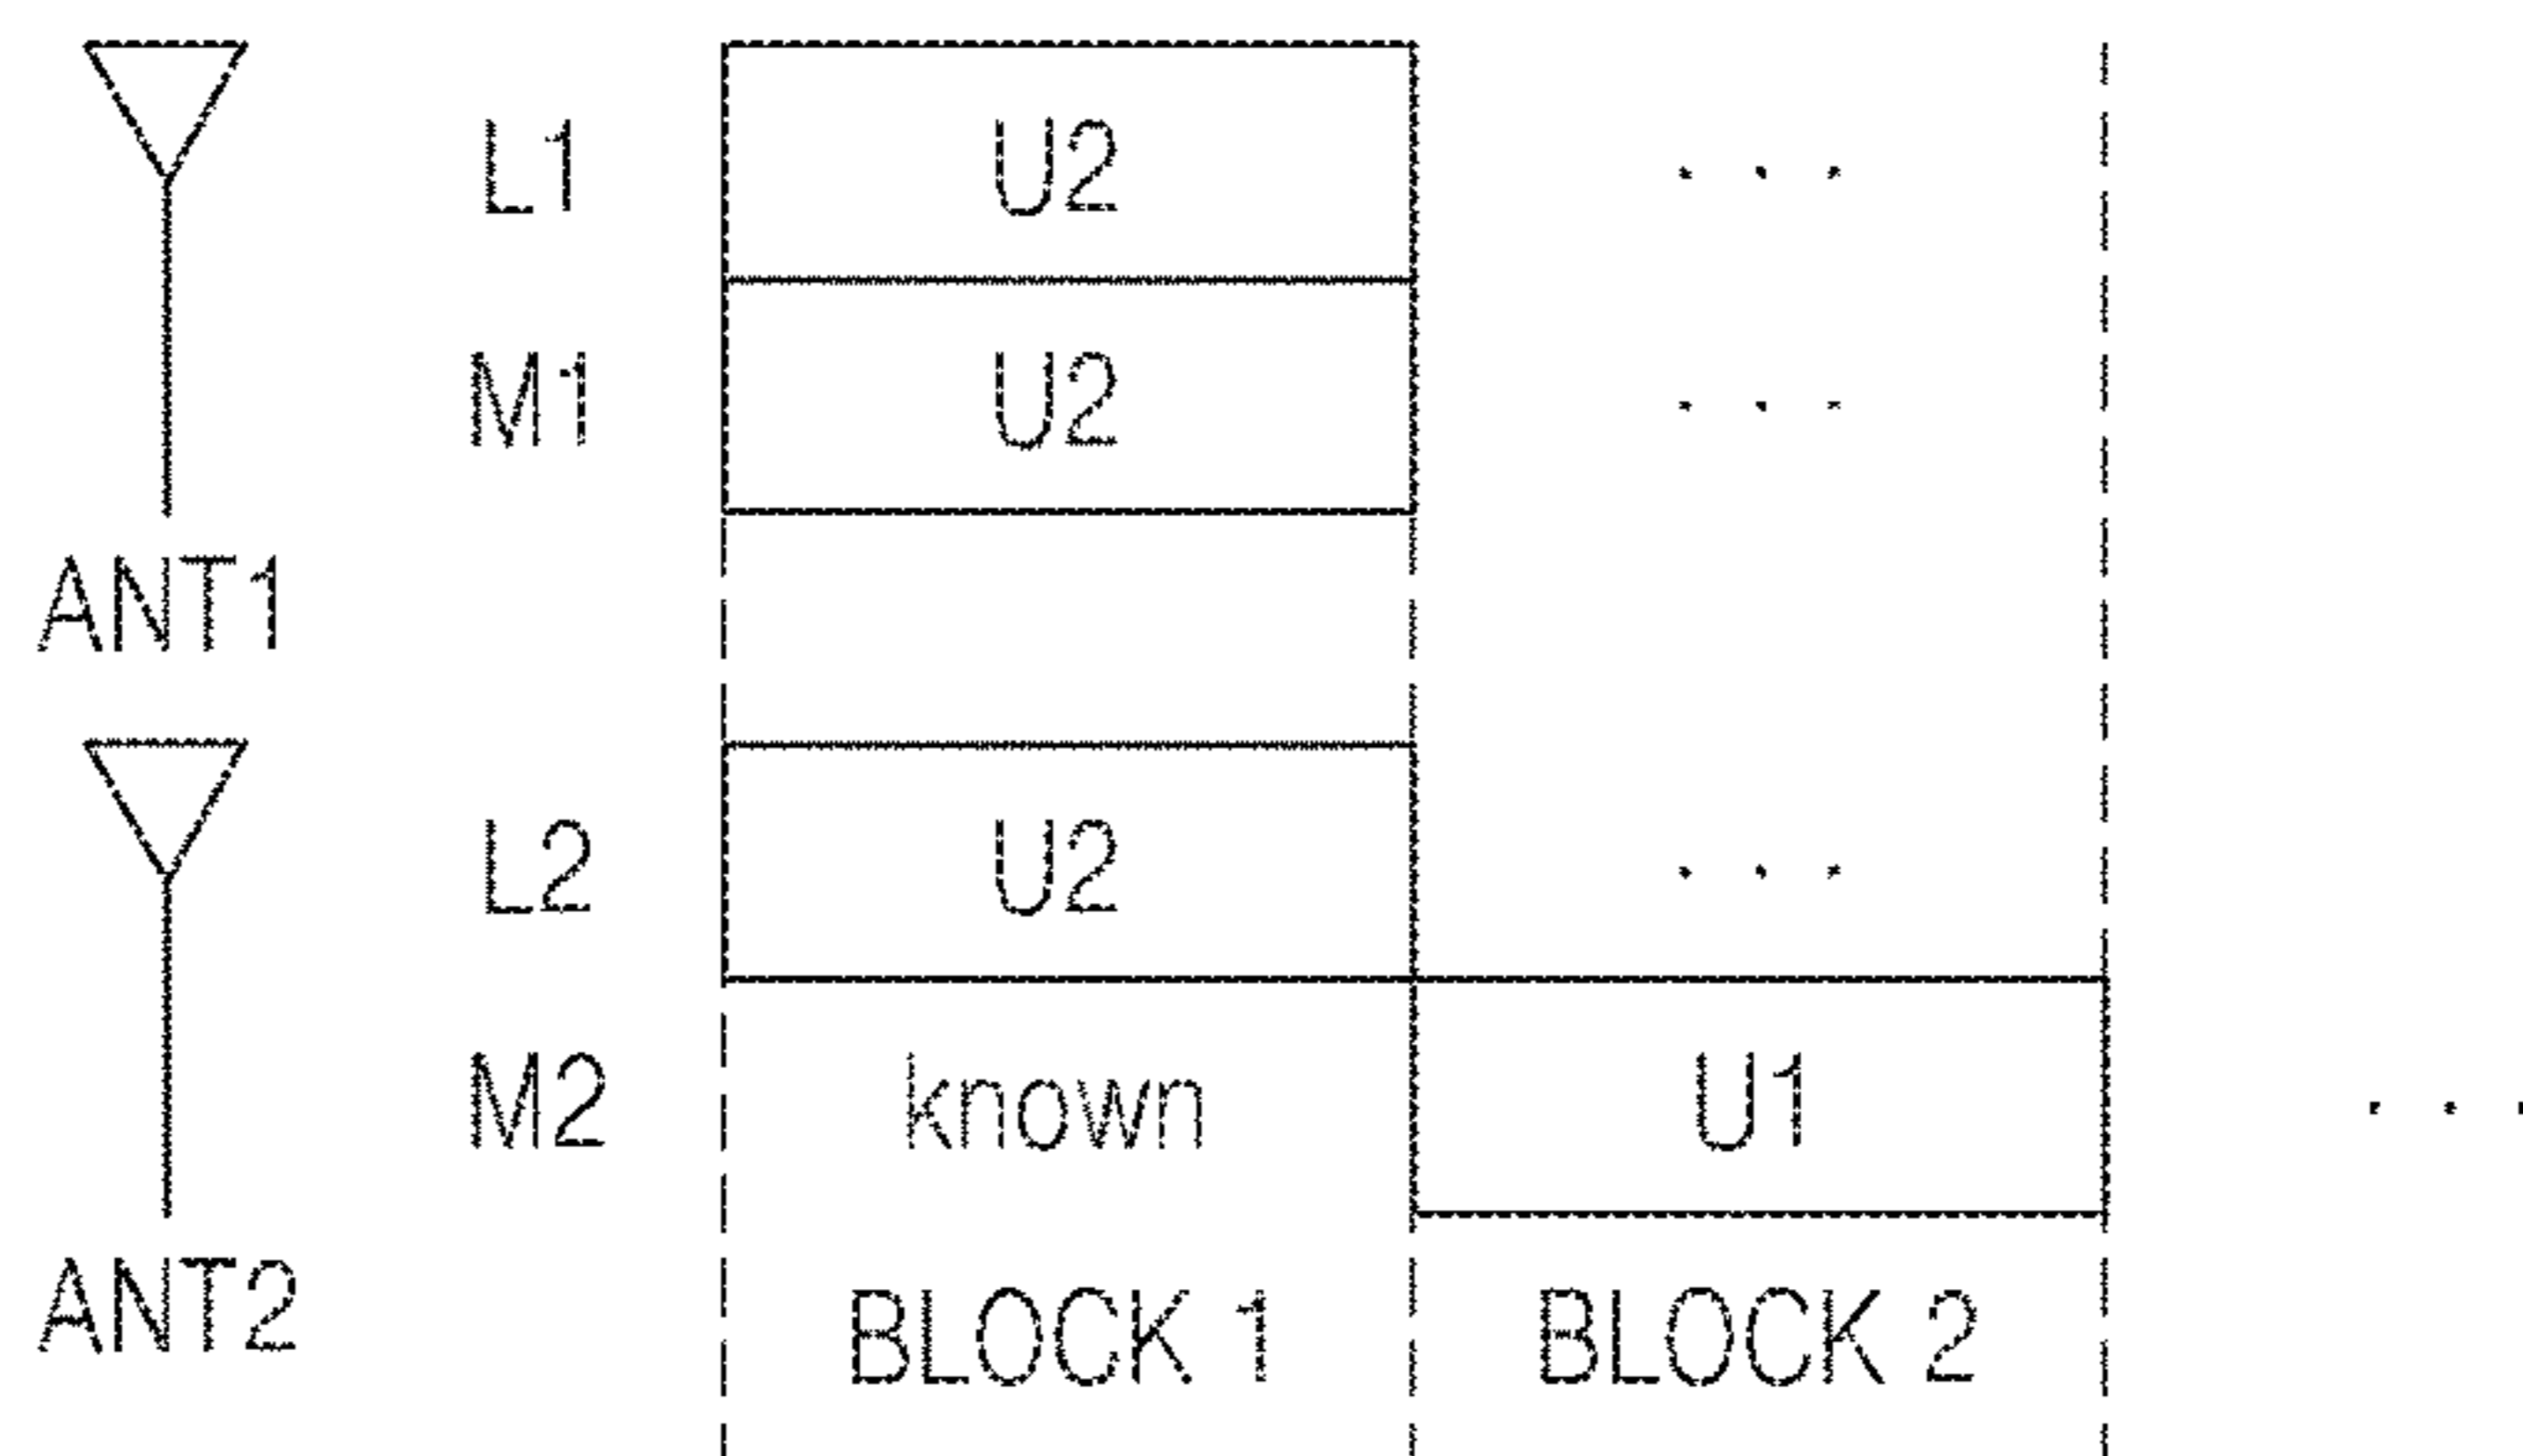 L1 U2 . . .
M1 U2 . . .
ANT1
L2 U2 . . .
M2 known U1 . . .
ANT2 BLOCK 1 BLOCK 2